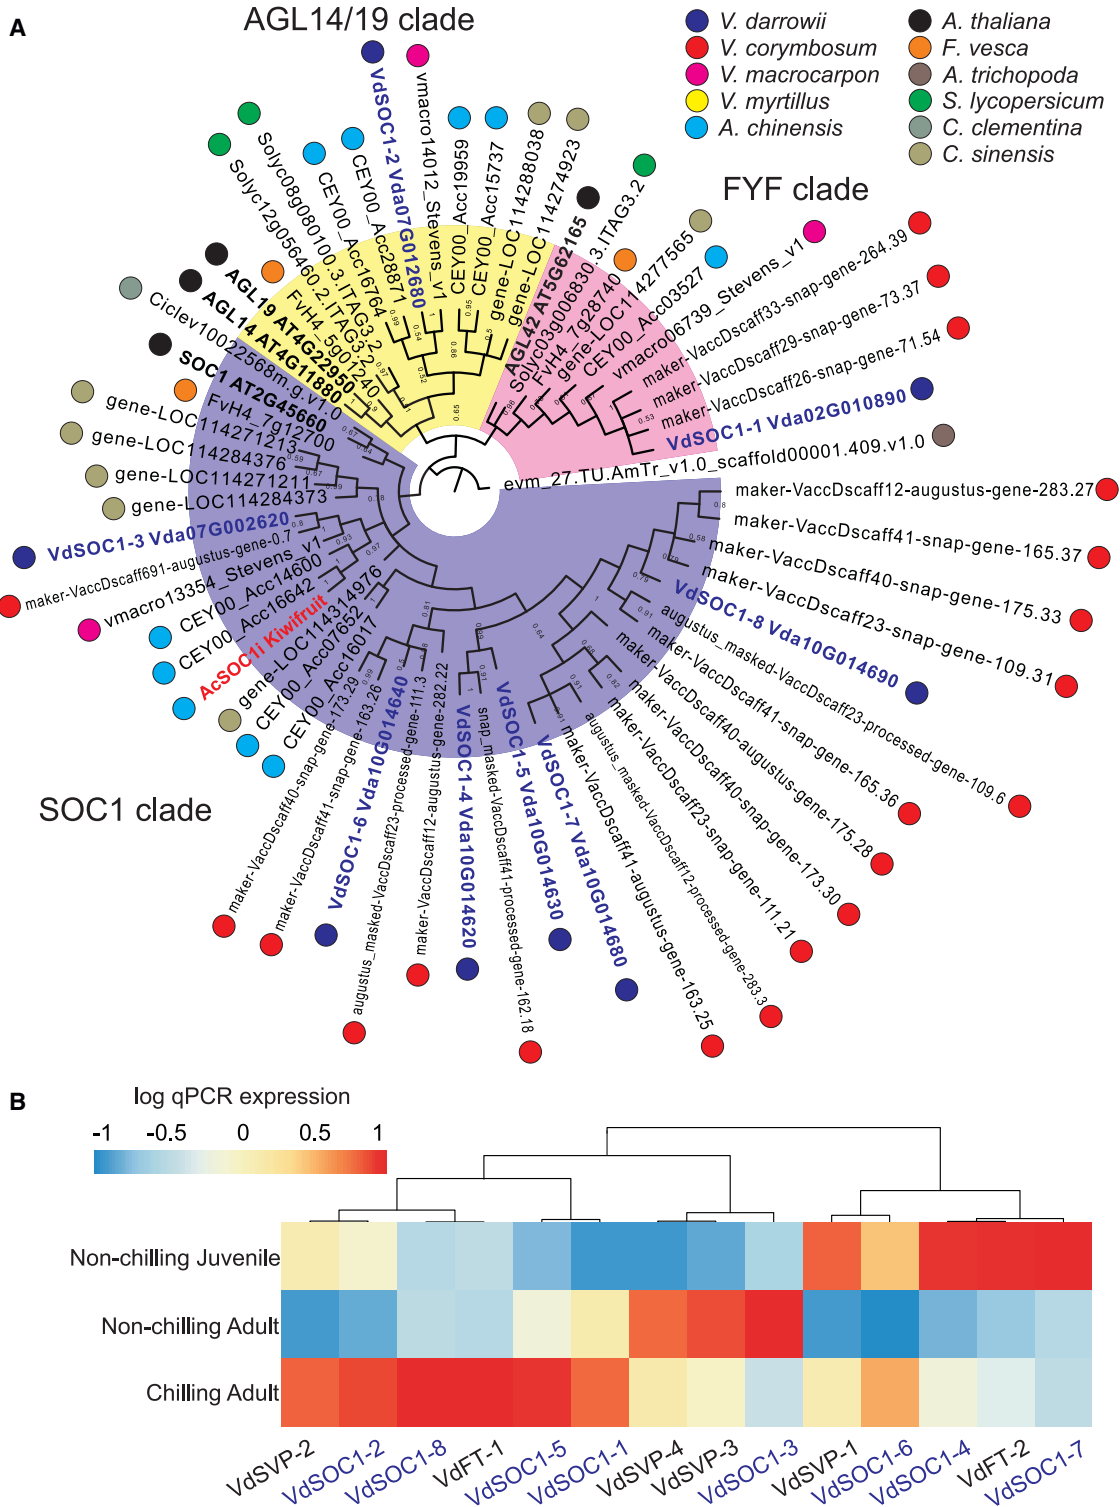 A
AGL14/19 clade
V. darrowii
V. corymbosum
V. macrocarpon
V. myrtillus
A. chinensis
A. thaliana
F. vesca
A. trichopoda
S. lycopersicum
C. clementina
C. sinensis
FYF clade
SOC1 clade
Ciclev10022568m.g.v1.0
AGL14 AT4G11880
AGL19 AT4G22950
FvH4_5g01240
Solyc12g056460.2.ITAG3.2
Solyc08g080100.3.ITAG3.2
CEY00_Acc16764
CEY00_Acc28871
VdSOC1-2 Vda07G012680
vmacro14012_Stevens_v1
CEY00_Acc19959
CEY00_Acc15737
gene-LOC114288038
gene-LOC114274923
AGL42 AT5G62165
Solyc03g006830.3.ITAG3.2
FvH4_7g28740
gene-LOC114277565
CEY00_Acc03527
vmacro06739_Stevens_v1
maker-VaccDscaff33-snap-gene-264.39
maker-VaccDscaff29-snap-gene-73.37
maker-VaccDscaff26-snap-gene-71.54
VdSOC1-1 Vda02G010890
evm_27.TU.AmTr_v1.0_scaffold00001.409.v1.0
maker-VaccDscaff12-augustus-gene-283.27
maker-VaccDscaff41-snap-gene-165.37
maker-VaccDscaff40-snap-gene-175.33
maker-VaccDscaff23-snap-gene-109.31
VdSOC1-8 Vda10G014690
augustus_masked-VaccDscaff23-processed-gene-109.6
maker-VaccDscaff41-snap-gene-165.36
maker-VaccDscaff40-augustus-gene-175.28
maker-VaccDscaff40-snap-gene-173.30
maker-VaccDscaff23-snap-gene-111.21
augustus_masked-VaccDscaff12-processed-gene-283.3
maker-VaccDscaff41-augustus-gene-163.25
VdSOC1-7 Vda10G014680
VdSOC1-5 Vda10G014630
snap_masked-VaccDscaff41-processed-gene-162.18
VdSOC1-4 Vda10G014620
maker-VaccDscaff12-augustus-gene-282.22
augustus_masked-VaccDscaff23-processed-gene-111.3
VdSOC1-6 Vda10G014640
maker-VaccDscaff41-snap-gene-163.26
maker-VaccDscaff40-snap-gene-173.29
CEY00_Acc16017
CEY00_Acc07652
gene-LOC114314976
AcSOC1i Kiwifruit
CEY00_Acc16642
CEY00_Acc14600
vmacro13354_Stevens_v1
maker-VaccDscaff691-augustus-gene-0.7
VdSOC1-3 Vda07G002620
gene-LOC114284373
gene-LOC114271211
gene-LOC114284376
gene-LOC114271213
FvH4_7g12700
SOC1 AT2G45660
B
log qPCR expression
-1 -0.5 0 0.5 1
Non-chilling Juvenile
Non-chilling Adult
Chilling Adult
VdSVP-2
VdSOC1-2
VdSOC1-8
VdFT-1
VdSOC1-5
VdSOC1-1
VdSVP-4
VdSVP-3
VdSOC1-3
VdSVP-1
VdSOC1-6
VdSOC1-4
VdFT-2
VdSOC1-7